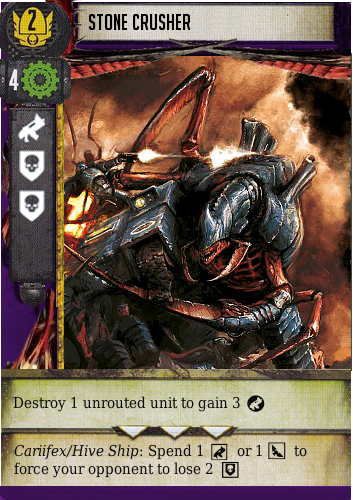 2
STONE CRUSHER
4
Destroy 1 unrouted unit to gain 3
Cariifex/Hive Ship: Spend 1 or 1 to
force your opponent to lose 2